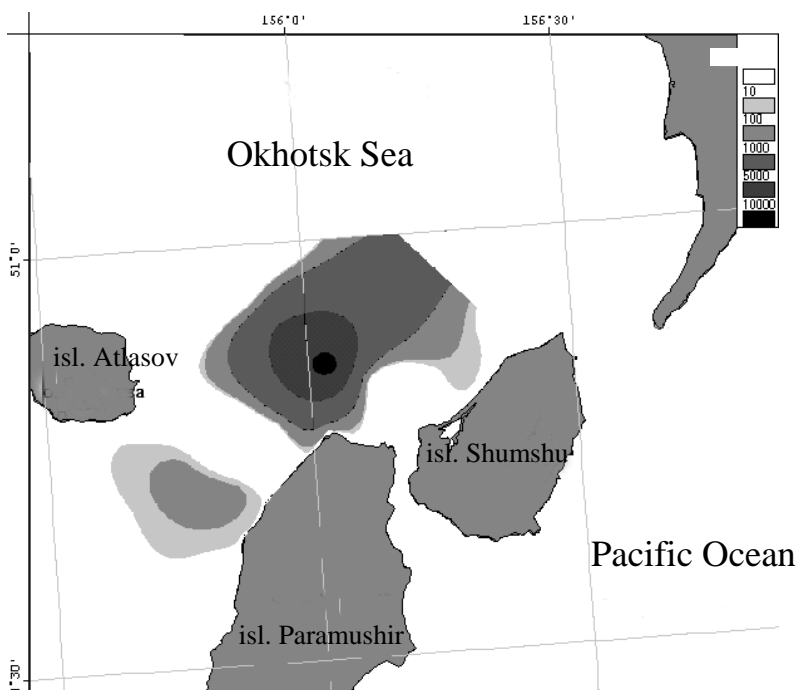 156°0' 156°30'
10
100
1000
5000
10000
Okhotsk Sea
51°0'
isl. Atlasov
isl. Shumshu
Pacific Ocean
isl. Paramushir
30'